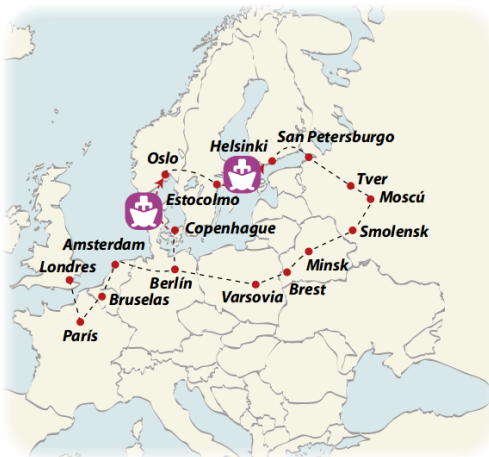 Helsinki
San Petersburgo
Oslo
Tver
Moscú
Estocolmo
Copenhague
Smolensk
Amsterdam
Minsk
Londres
Berlín
Brest
Bruselas
Varsovia
París